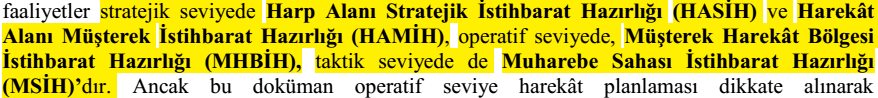 faaliyetler stratejik seviyede Harp Alanı Stratejik İstihbarat Hazırlığı (HASİH) ve Harekât
Alanı Müşterek İstihbarat Hazırlığı (HAMİH), operatif seviyede, Müşterek Harekât Bölgesi
İstihbarat Hazırlığı (MHBİH), taktik seviyede de Muharebe Sahası İstihbarat Hazırlığı
(MSİH)’dır. Ancak bu doküman operatif seviye harekât planlaması dikkate alınarak